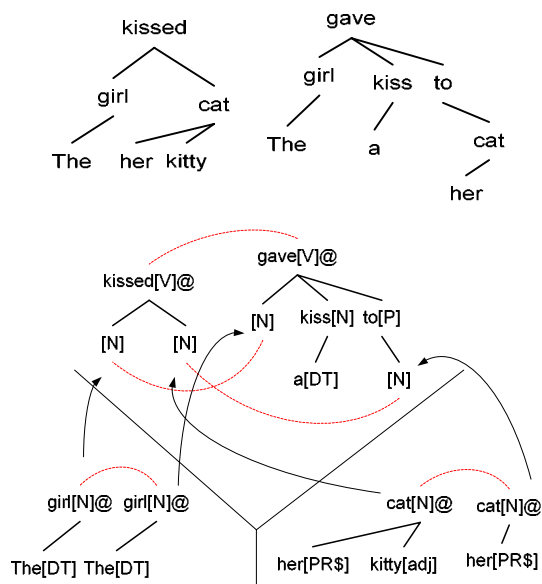 kissed gave
girl cat girl kiss to
The her kitty The a cat
her
kissed[V]@ gave[V]@
[N] [N] [N] kiss[N] to[P]
a[DT] [N]
girl[N]@ girl[N]@ cat[N]@ cat[N]@
The[DT] The[DT] her[PR$] kitty[adj] her[PR$]